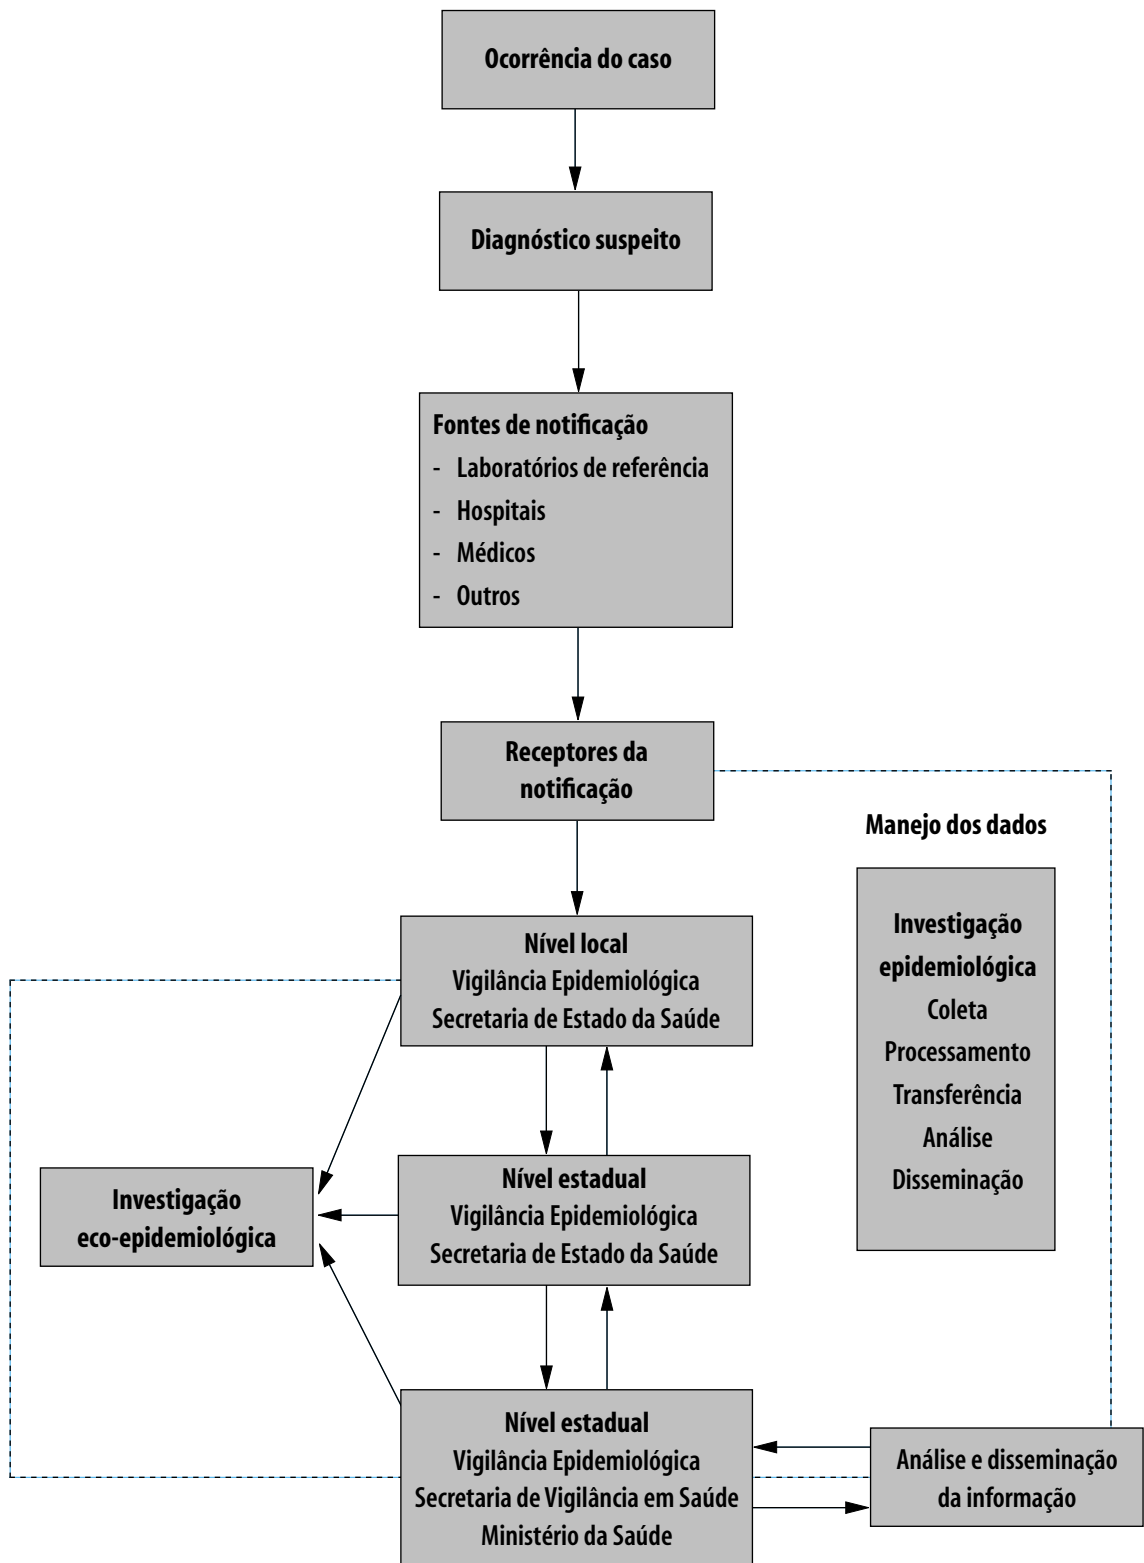 Ocorrência do caso
Diagnóstico suspeito
Fontes de notificação
- Laboratórios de referência
- Hospitais
- Médicos
- Outros
Receptores da
notificação
Manejo dos dados
Investigação
epidemiológica
Coleta
Processamento
Transferência
Análise
Disseminação
Nível local
Vigilância Epidemiológica
Secretaria de Estado da Saúde
Nível estadual
Vigilância Epidemiológica
Secretaria de Estado da Saúde
Investigação
eco-epidemiológica
Nível estadual
Vigilância Epidemiológica
Secretaria de Vigilância em Saúde
Ministério da Saúde
Análise e disseminação
da informação